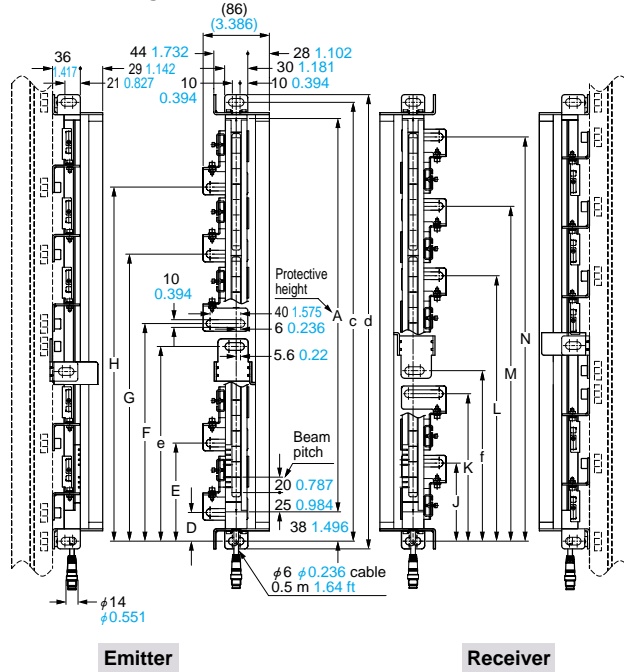 (86)
(3.386)
44 1.732
28 1.102
36
1.417
29 1.142
30 1.181
21 0.827
10
0.394
10 0.394
10
0.394
Protective
height
A
c
d
40 1.575
6 0.236
5.6 0.22
H
G
F
e
E
D
Beam
pitch
20 0.787
25 0.984
38 1.496
N
M
L
f
K
J
ϕ6 ϕ0.236 cable
0.5 m 1.64 ft
ϕ14
ϕ0.551
Emitter
Receiver